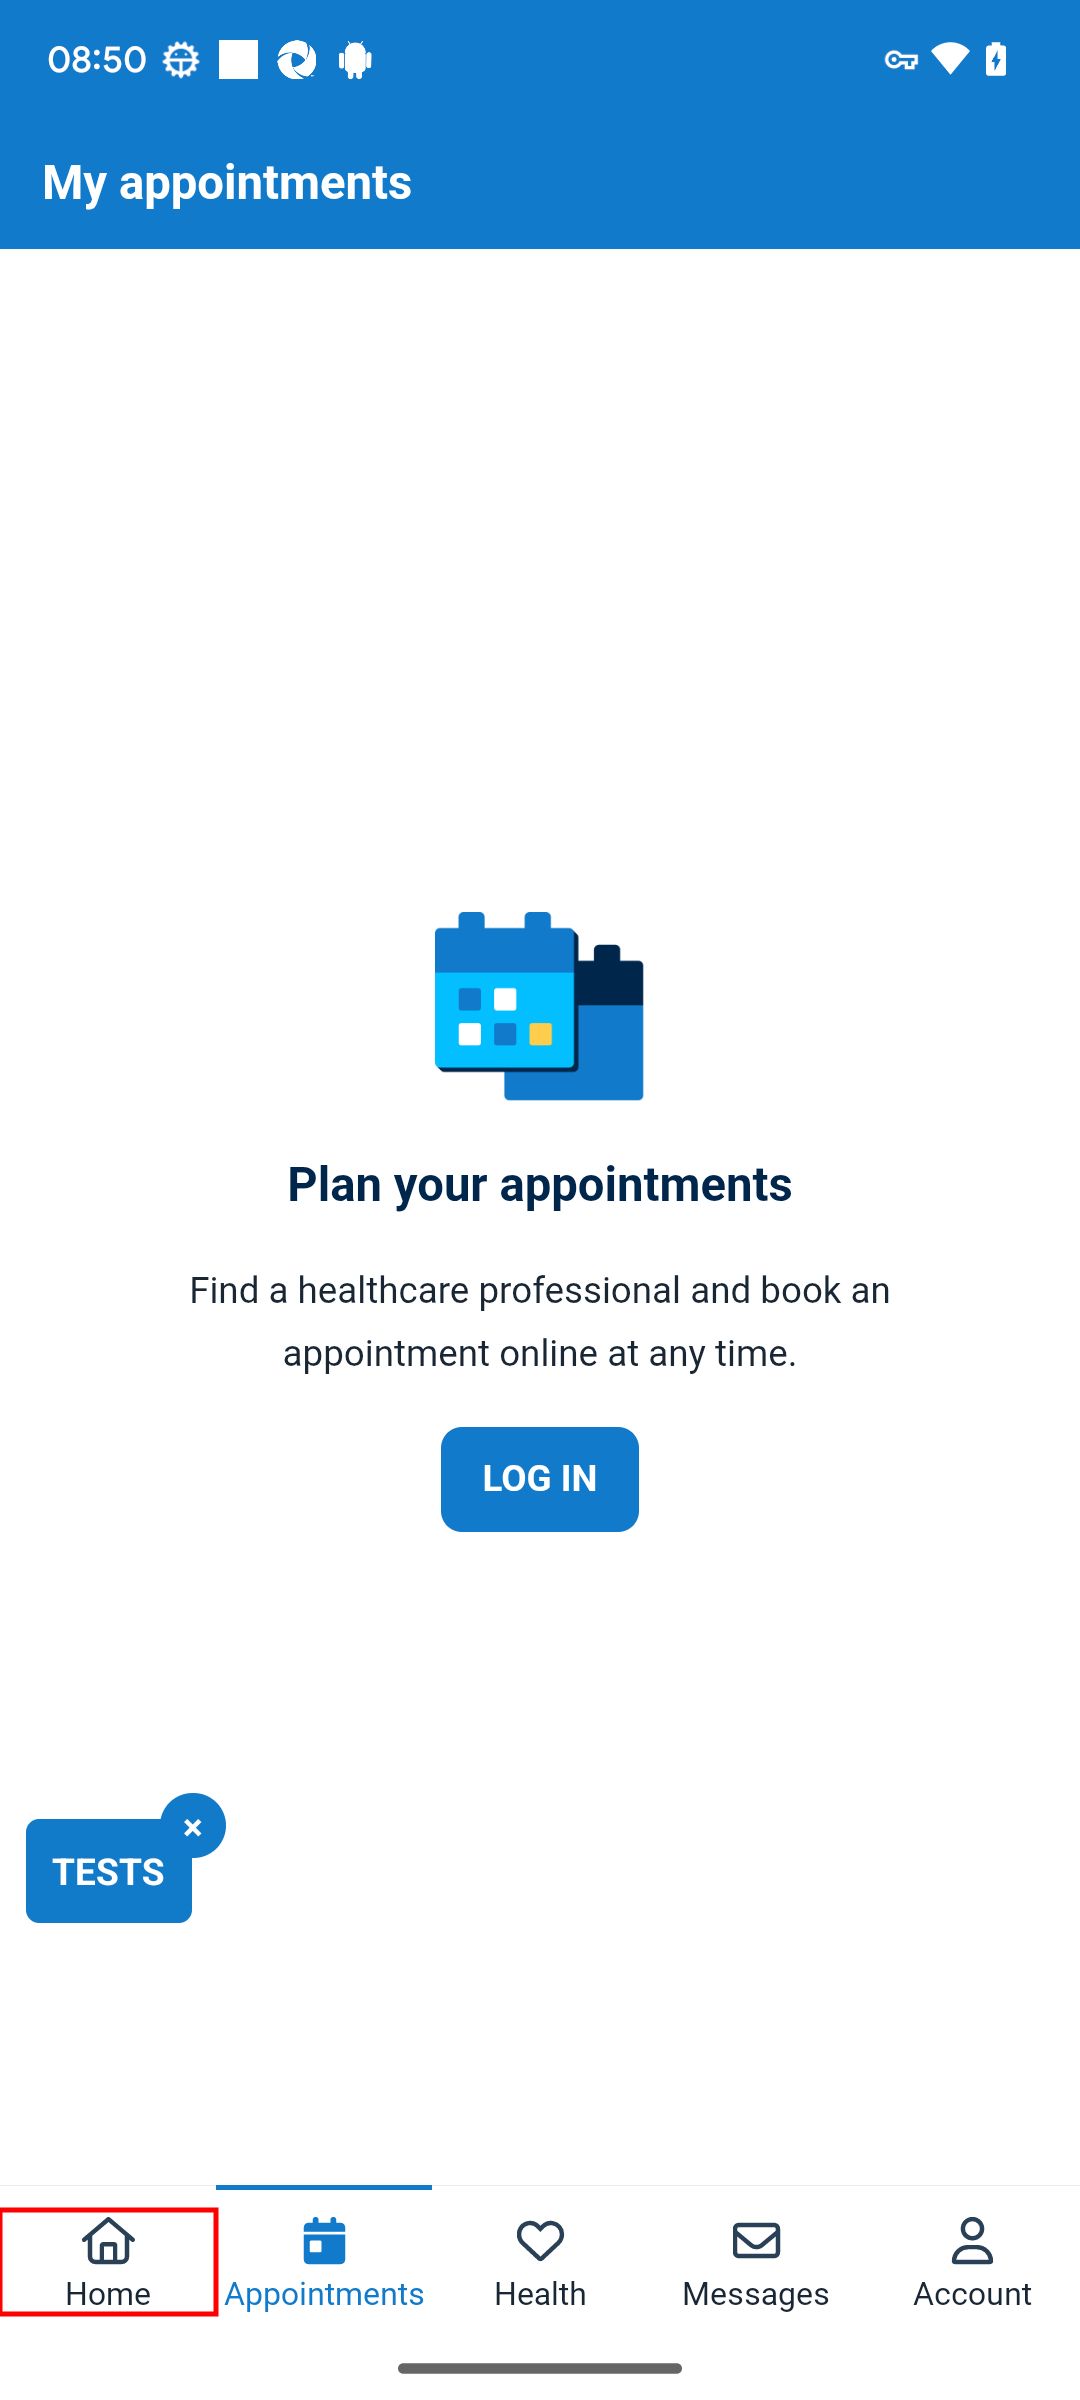 08:50
My appointments
Plan your appointments
Find a healthcare professional and book an
appointment online at any time.
LOG IN
×
TESTS
Home
Appointments
Health
Messages
Account